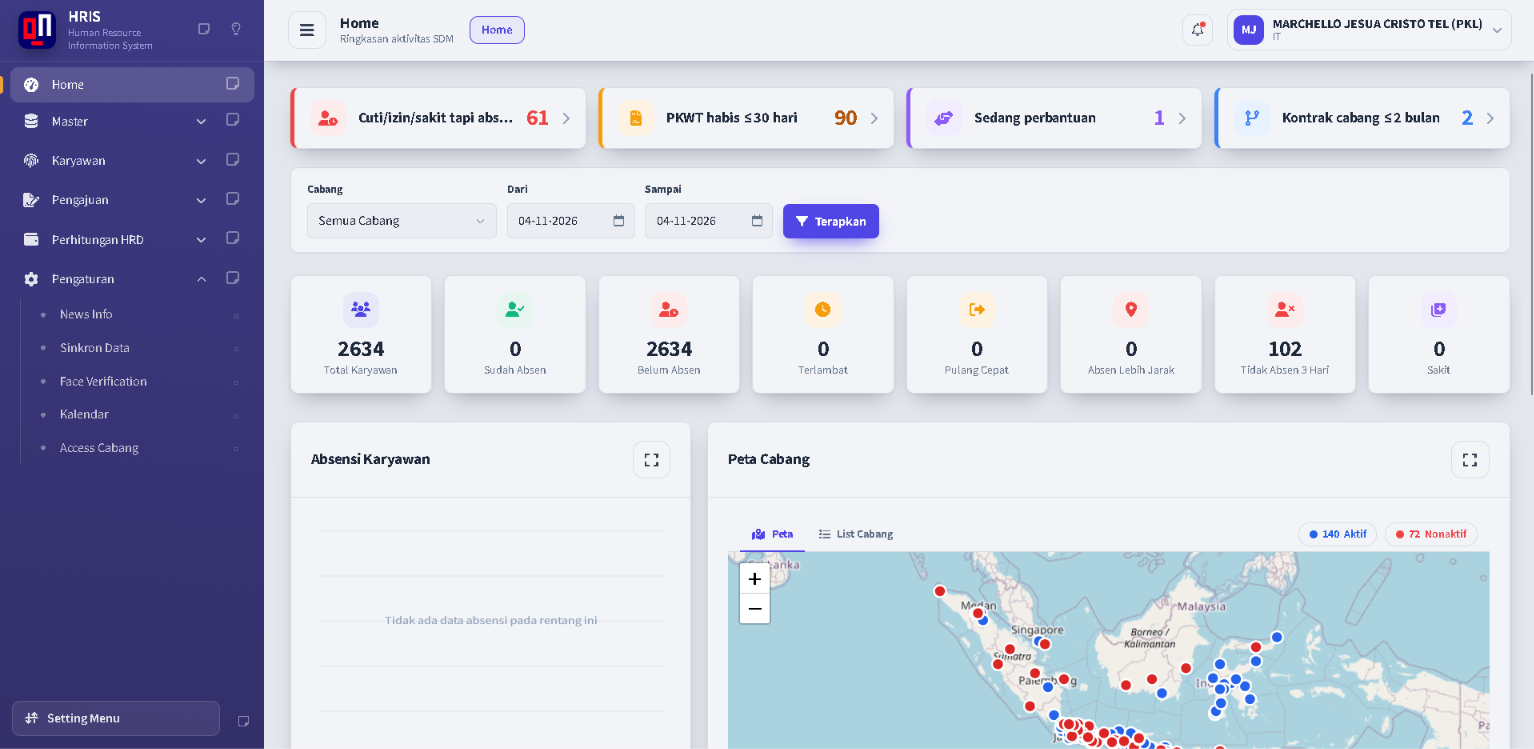 HRIS
Human Resource
Information System
Home
Master
Karyawan
Pengajuan
Perhitungan HRD
Pengaturan
News Info
Sinkron Data
Face Verification
Kalendar
Access Cabang
Setting Menu
Home
Ringkasan aktivitas SDM
Home
MJ
MARCHELLO JESUA CRISTO TEL (PKL)
IT
Cuti/izin/sakit tapi abs... 61
PKWT habis ≤30 hari 90
Sedang perbantuan 1
Kontrak cabang ≤2 bulan 2
Cabang Dari Sampai
Semua Cabang 04-11-2026 04-11-2026 Terapkan
2634 0 2634 0 0 0 102 0
Total Karyawan Sudah Absen Belum Absen Terlambat Pulang Cepat Absen Lebih Jarak Tidak Absen 3 Hari Sakit
Absensi Karyawan
Tidak ada data absensi pada rentang ini
Peta Cabang
Peta List Cabang 140 Aktif 72 Nonaktif
+
−
Medan
Malaysia
Singapore
Borneo /
Kalimantan
Sumatra